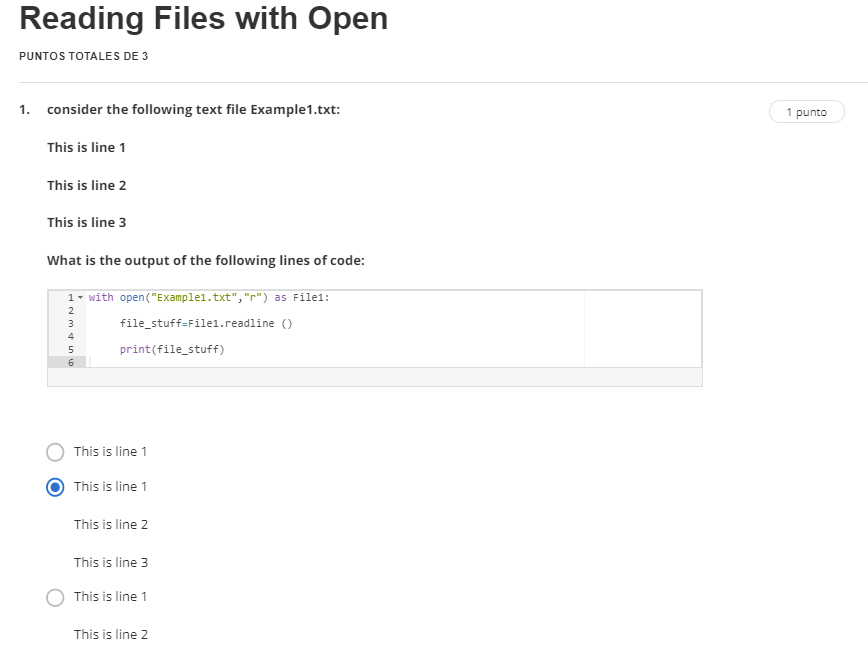 Reading Files with Open
PUNTOS TOTALES DE 3
1. consider the following text file Example1.txt:
1 punto
This is line 1
This is line 2
This is line 3
What is the output of the following lines of code:
1 with open("Example1.txt","r") as File1:
2
3 file_stuff=File1.readline ()
4
5 print(file_stuff)
6
This is line 1
This is line 1
This is line 2
This is line 3
This is line 1
This is line 2